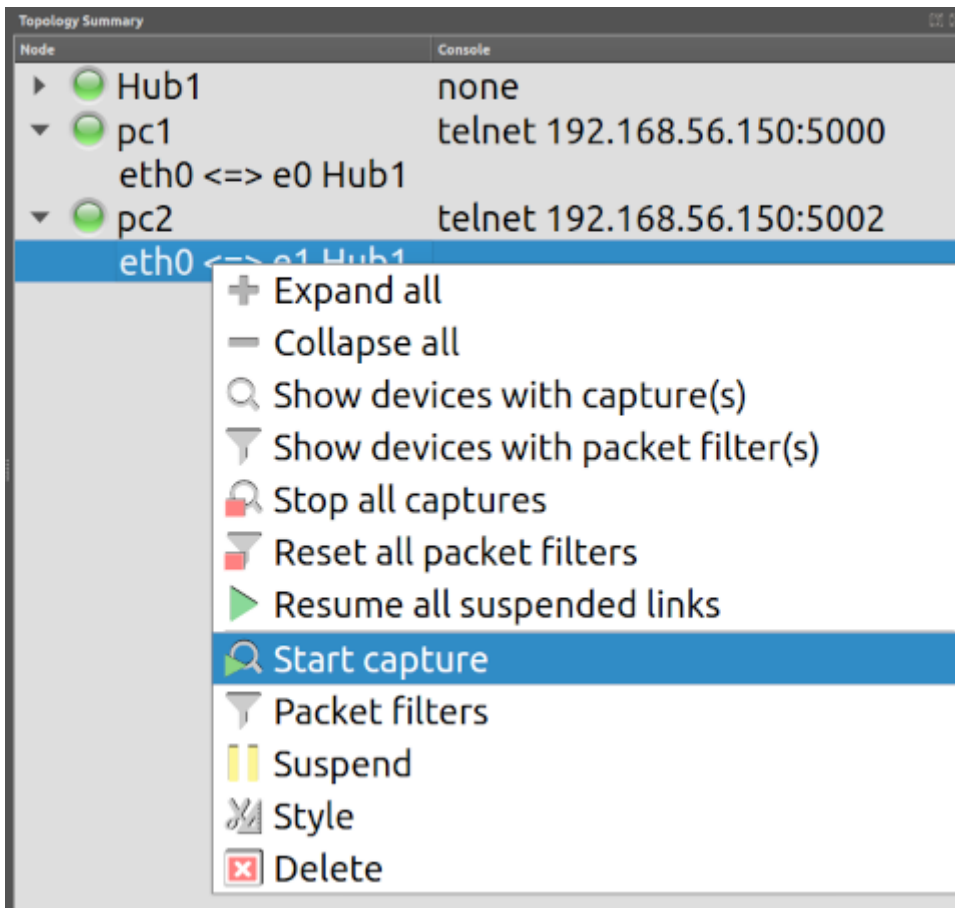 Topology Summary
Node Console
Hub1 none
pc1 telnet 192.168.56.150:5000
eth0 <=> e0 Hub1
pc2 telnet 192.168.56.150:5002
eth0 <=> e1 Hub1
Expand all
Collapse all
Show devices with capture(s)
Show devices with packet filter(s)
Stop all captures
Reset all packet filters
Resume all suspended links
Start capture
Packet filters
Suspend
Style
Delete